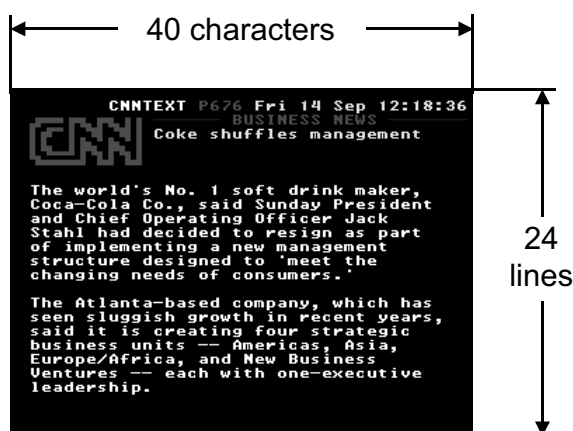 40 characters
CNNTEXT P676 Fri 14 Sep 12:18:36
BUSINESS NEWS
CNN
Coke shuffles management
The world's No. 1 soft drink maker,
Coca-Cola Co., said Sunday President
and Chief Operating Officer Jack
Stahl had decided to resign as part
of implementing a new management
structure designed to 'meet the
changing needs of consumers.'
The Atlanta-based company, which has
seen sluggish growth in recent years,
said it is creating four strategic
business units -- Americas, Asia,
Europe/Africa, and New Business
Ventures -- each with one-executive
leadership.
24
lines